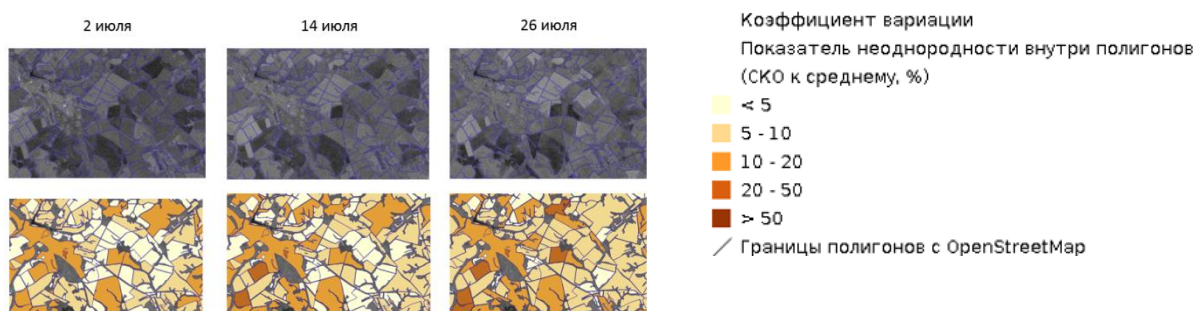 2 июля
14 июля
26 июля
Коэффициент вариации
Показатель неоднородности внутри полигонов
(СКО к среднему, %)
< 5
5 - 10
10 - 20
20 - 50
> 50
Границы полигонов с OpenStreetMap